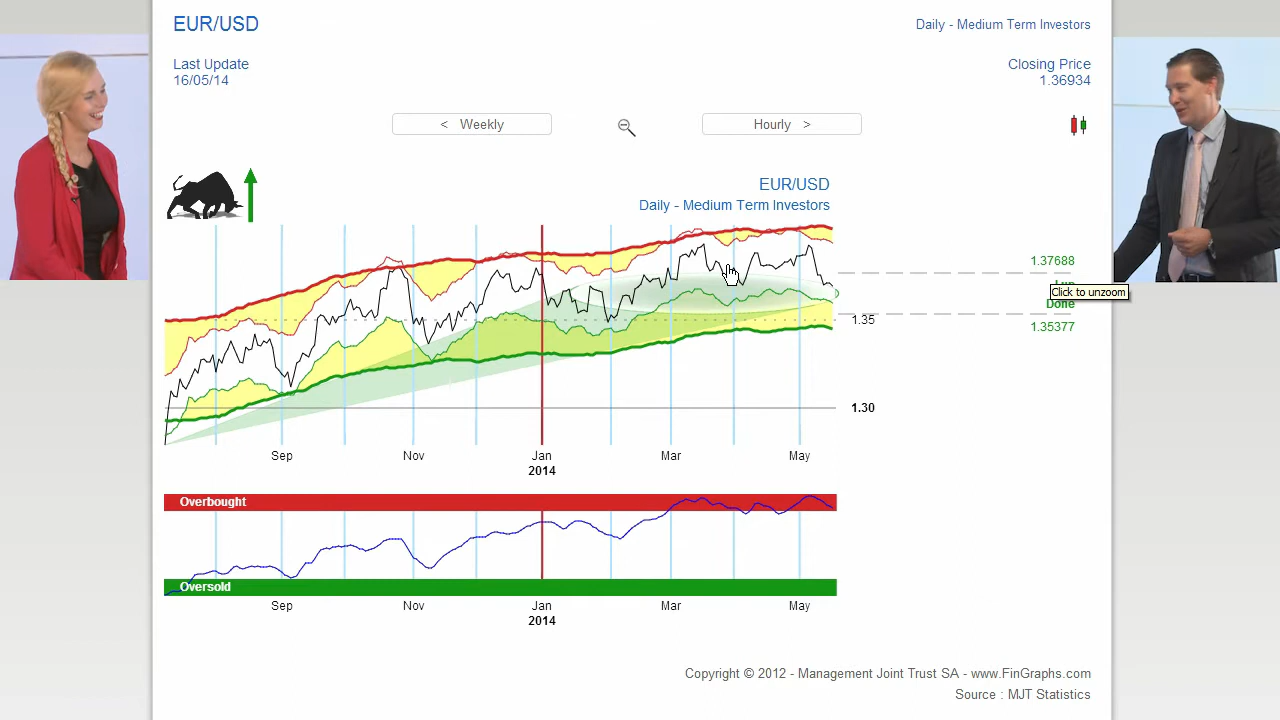 EUR/USD
Daily - Medium Term Investors
Last Update
16/05/14
Closing Price
1.36934
< Weekly
Hourly >
EUR/USD
Daily - Medium Term Investors
1.37688
Click to unzoom
Done
1.35377
1.35
1.30
Sep
Nov
Jan
Mar
May
2014
Overbought
Oversold
Sep
Nov
Jan
Mar
May
2014
Copyright © 2012 - Management Joint Trust SA - www.FinGraphs.com
Source : MJT Statistics